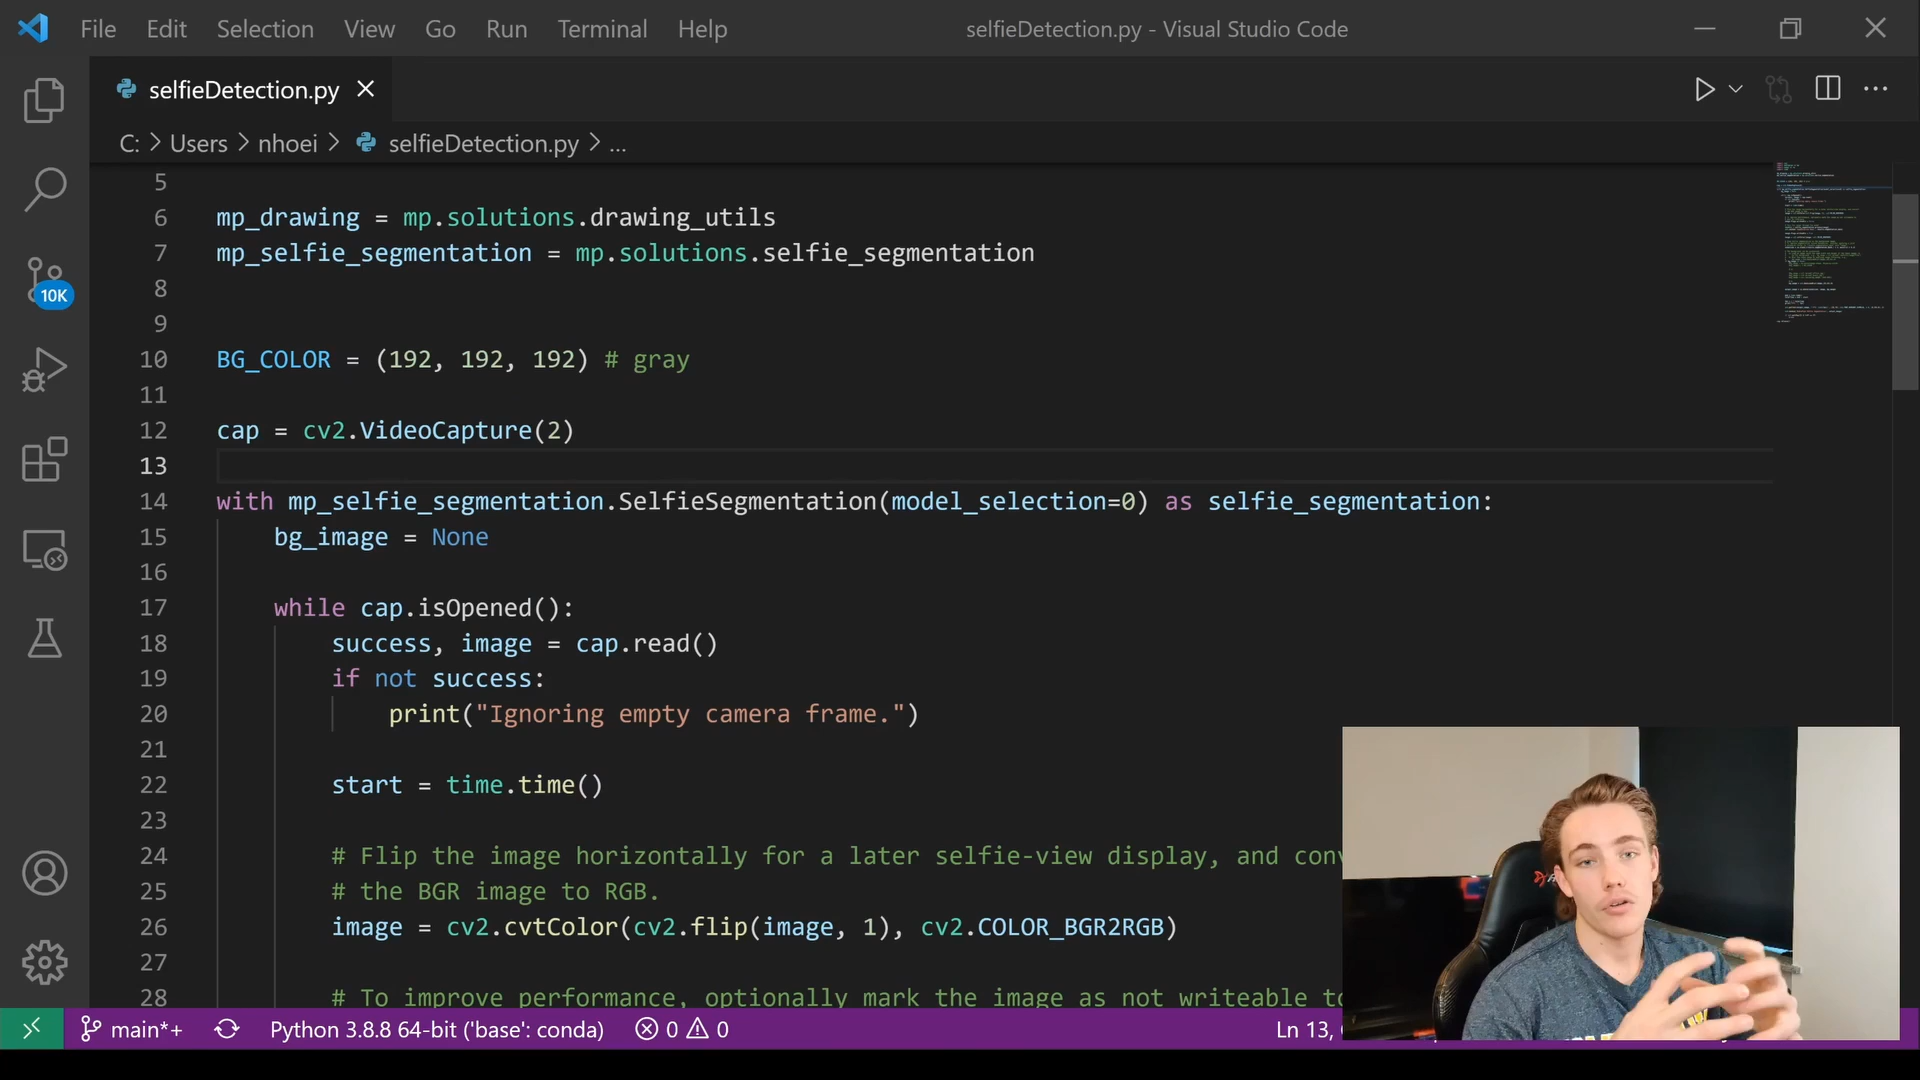 File Edit Selection View Go Run Terminal Help selfieDetection.py - Visual Studio Code
selfieDetection.py
C: > Users > nhoei > selfieDetection.py > ...
5
6 mp_drawing = mp.solutions.drawing_utils
7 mp_selfie_segmentation = mp.solutions.selfie_segmentation
8
9
10 BG_COLOR = (192, 192, 192) # gray
11
12 cap = cv2.VideoCapture(2)
13
14 with mp_selfie_segmentation.SelfieSegmentation(model_selection=0) as selfie_segmentation:
15 bg_image = None
16
17 while cap.isOpened():
18 success, image = cap.read()
19 if not success:
20 print("Ignoring empty camera frame.")
21
22 start = time.time()
23
24 # Flip the image horizontally for a later selfie-view display, and conv
25 # the BGR image to RGB.
26 image = cv2.cvtColor(cv2.flip(image, 1), cv2.COLOR_BGR2RGB)
27
28 # To improve performance, optionally mark the image as not writeable to
10K
main*+ Python 3.8.8 64-bit ('base': conda) 0 0 Ln 13,